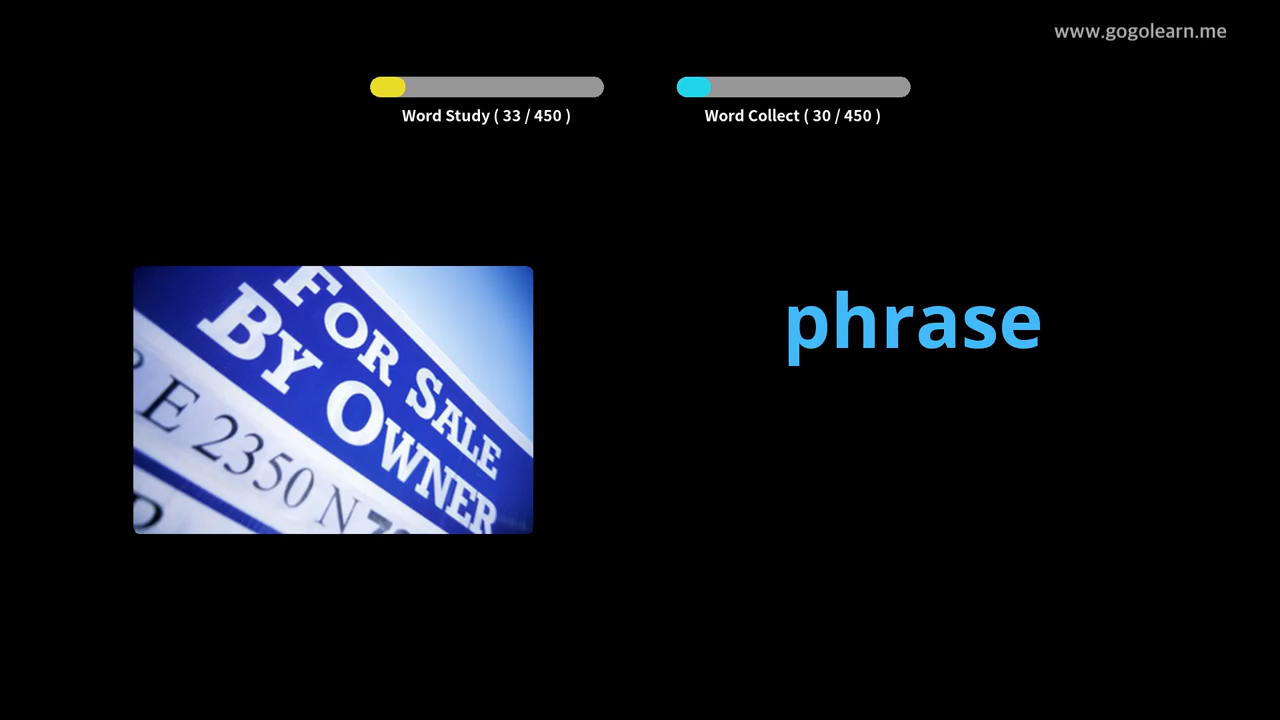 www.gogolearn.me
Word Study ( 33 / 450 )
Word Collect ( 30 / 450 )
FOR SALE
BY OWNER
E 2350 N
phrase